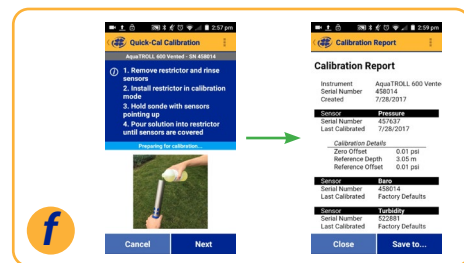 2:57 pm
Quick-Cal Calibration
AquaTROLL 600 Vented - SN 458014
1. Remove restrictor and rinse
sensors
2. Install restrictor in calibration
mode
3. Hold sonde with sensors
pointing up
4. Pour solution into restrictor
until sensors are covered
Preparing for calibration...
Cancel Next
f
2:59 pm
Calibration Report
Calibration Report
Instrument AquaTROLL 600 Vente
Serial Number 458014
Created 7/28/2017
Sensor Pressure
Serial Number 457637
Last Calibrated 7/28/2017
Calibration Details
Zero Offset 0.01 psi
Reference Depth 3.05 m
Reference Offset 0.01 psi
Sensor Baro
Serial Number 458014
Last Calibrated Factory Defaults
Sensor Turbidity
Serial Number 522881
Last Calibrated Factory Defaults
Close Save to...